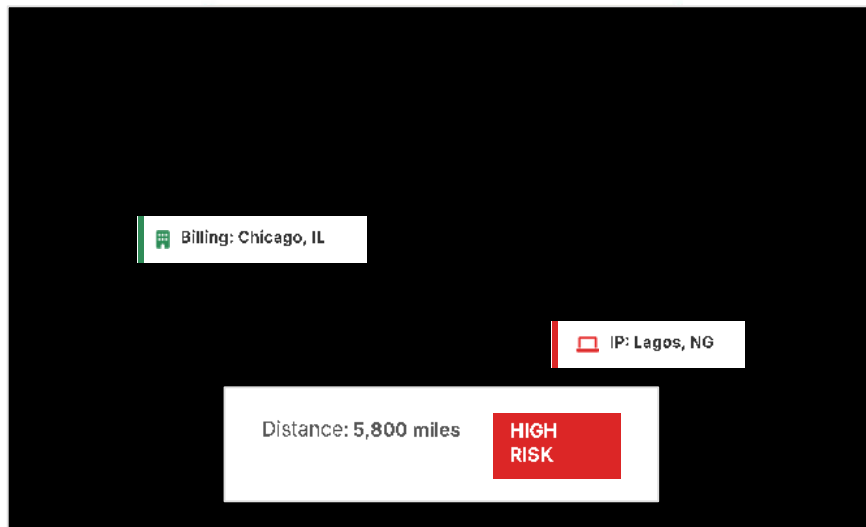 Billing: Chicago, IL
IP: Lagos, NG
Distance: 5,800 miles
HIGH
RISK